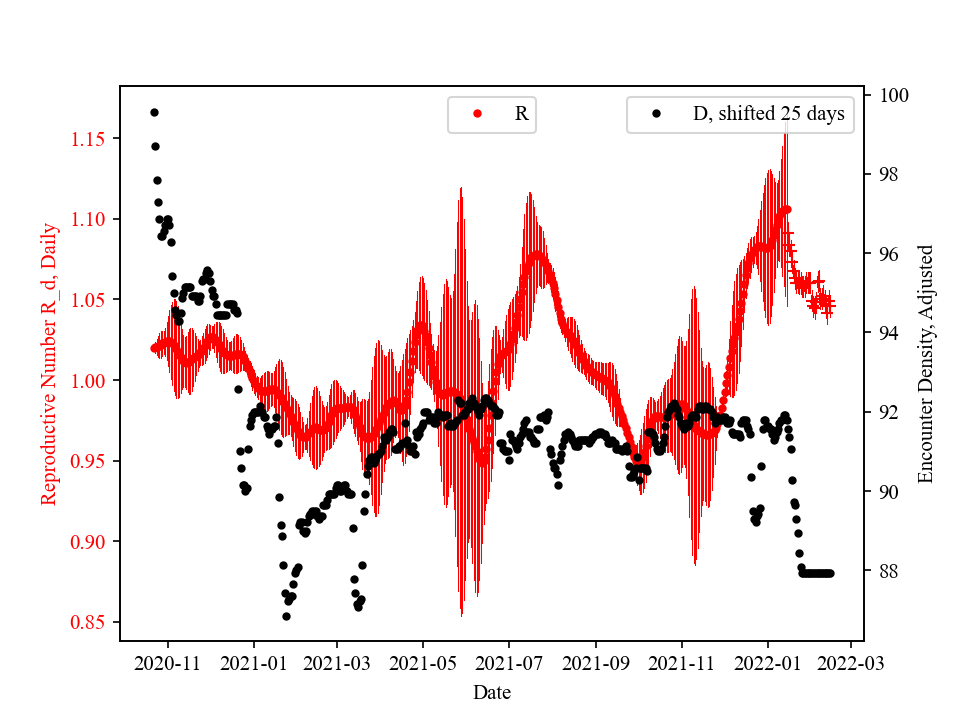 R
D, shifted 25 days
Reproductive Number R_d, Daily
1.15
1.10
1.05
1.00
0.95
0.90
0.85
100
98
96
94
92
90
88
Encounter Density, Adjusted
2020-11 2021-01 2021-03 2021-05 2021-07 2021-09 2021-11 2022-01 2022-03
Date